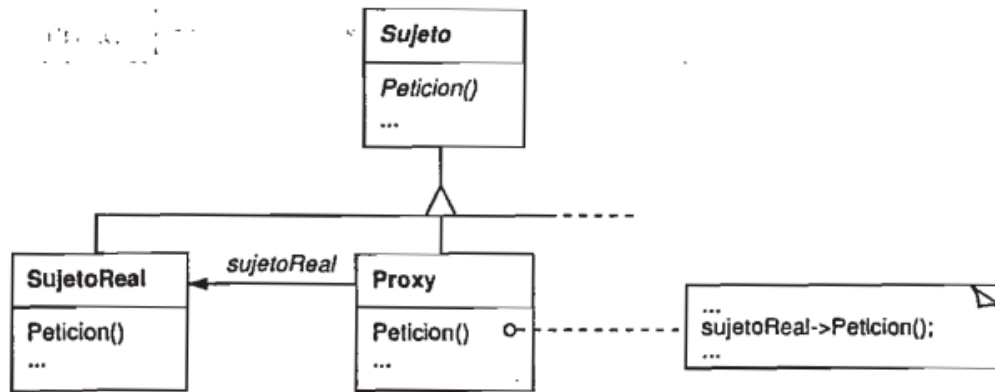 Sujeto
Peticion()
...
SujetoReal
sujetoReal
Proxy
Peticion()
...
Peticion()
...
...
sujetoReal->Peticion();
...